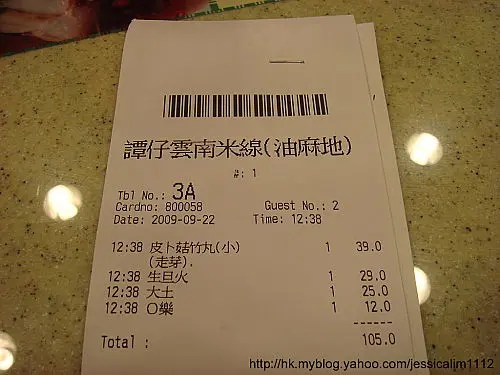 譚仔雲南米線(油麻地)
#: 1
Tbl No.: 3A
Cardno: 800058 Guest No.: 2
Date: 2009-09-22 Time: 12:38
12:38 皮卜菇竹丸(小) 1 39.0
(走芽).
12:38 生旦火 1 29.0
12:38 大土 1 25.0
12:38 O樂 1 12.0
------
Total : 105.0
http://hk.myblog.yahoo.com/jessicalim1112